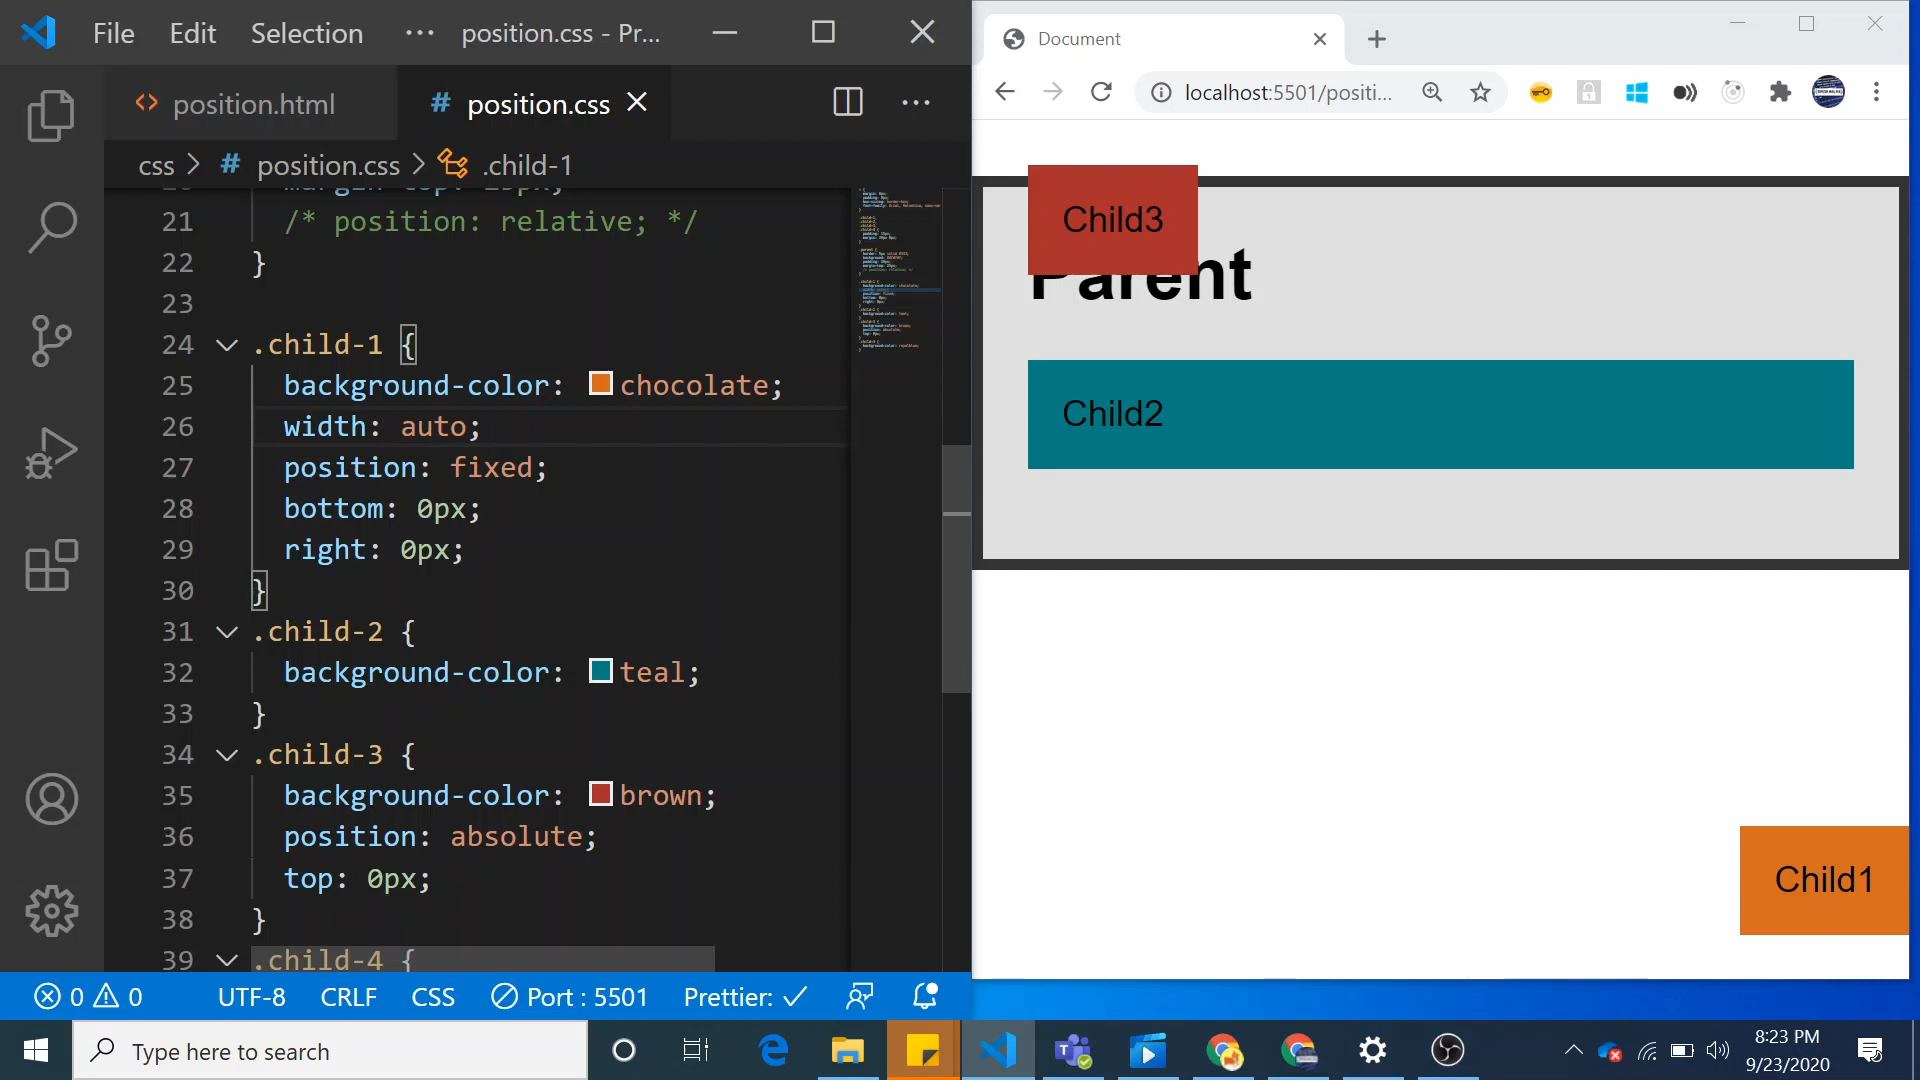 File Edit Selection ··· position.css - Pr...
position.html
# position.css
css > # position.css > .child-1
21 /* position: relative; */
22 }
23
24 .child-1 {
25 background-color: chocolate;
26 width: auto;
27 position: fixed;
28 bottom: 0px;
29 right: 0px;
30 }
31 .child-2 {
32 background-color: teal;
33 }
34 .child-3 {
35 background-color: brown;
36 position: absolute;
37 top: 0px;
38 }
39 .child-4 {
0 0 UTF-8 CRLF CSS Port : 5501 Prettier: ✓
Document
localhost:5501/positi...
Child3
Parent
Child2
Child1
Type here to search
8:23 PM
9/23/2020